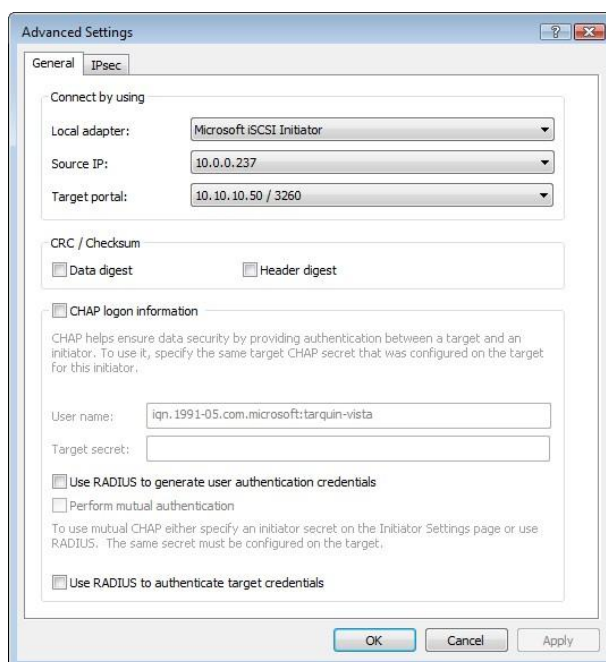 Advanced Settings
General IPsec
Connect by using
Local adapter: Microsoft iSCSI Initiator
Source IP: 10.0.0.237
Target portal: 10.10.10.50 / 3260
CRC / Checksum
Data digest Header digest
CHAP logon information
CHAP helps ensure data security by providing authentication between a target and an
initiator. To use it, specify the same target CHAP secret that was configured on the target
for this initiator.
User name: iqn.1991-05.com.microsoft:tarquin-vista
Target secret:
Use RADIUS to generate user authentication credentials
Perform mutual authentication
To use mutual CHAP either specify an initiator secret on the Initiator Settings page or use
RADIUS. The same secret must be configured on the target.
Use RADIUS to authenticate target credentials
OK Cancel Apply